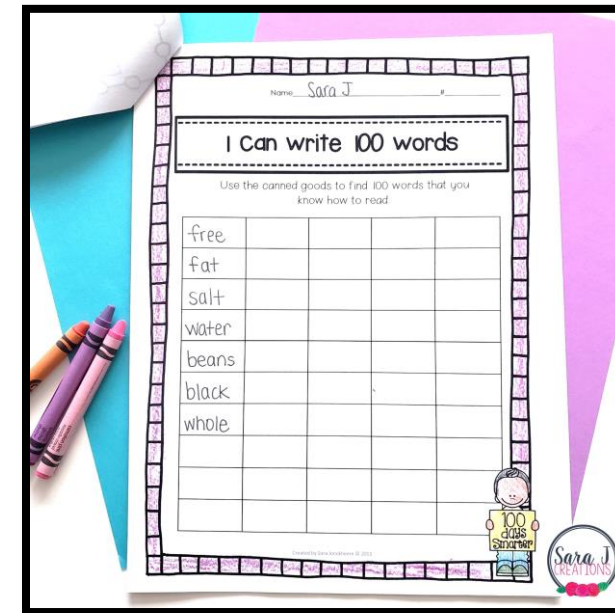 Name Sara J #
I Can write 100 words
Use the canned goods to find 100 words that you
know how to read.
free
fat
salt
water
beans
black
whole
100
days
Smarter
Sara J
CREATIONS